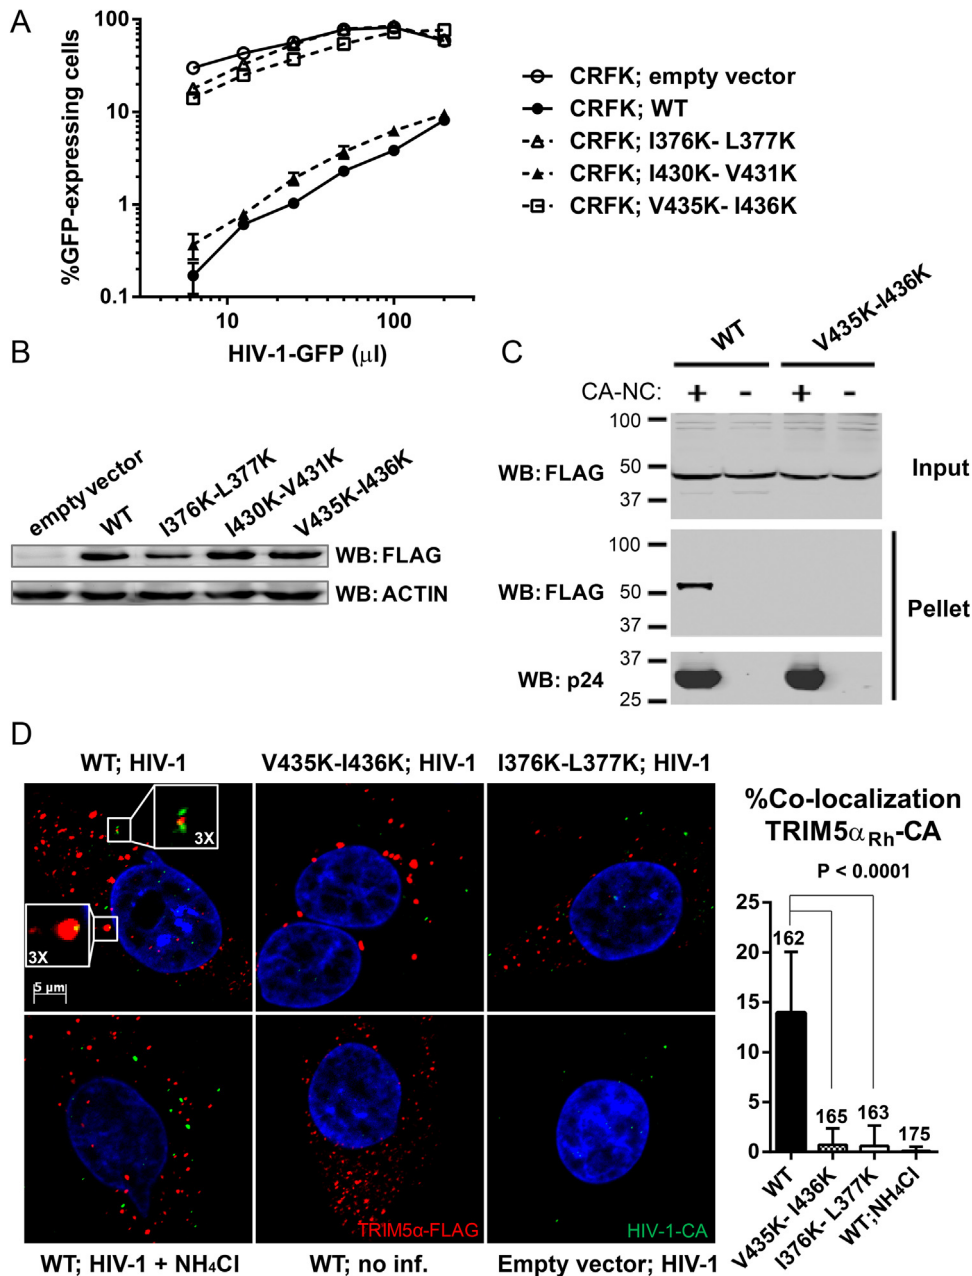 A
100
10
1
0.1
%GFP-expressing cells
10
100
HIV-1-GFP (μl)
CRFK; empty vector
CRFK; WT
CRFK; I376K- L377K
CRFK; I430K- V431K
CRFK; V435K- I436K
B
empty vector
WT
I376K-L377K
I430K-V431K
V435K-I436K
WB: FLAG
WB: ACTIN
C
WT
V435K-I436K
CA-NC:
+
-
+
-
100
50
37
WB: FLAG
Input
100
50
37
WB: FLAG
Pellet
37
25
WB: p24
D
WT; HIV-1
V435K-I436K; HIV-1
I376K-L377K; HIV-1
3X
3X
5 μm
TRIM5α-FLAG
HIV-1-CA
WT; HIV-1 + NH₄Cl
WT; no inf.
Empty vector; HIV-1
%Co-localization
TRIM5αRh-CA
P < 0.0001
25
20
15
10
5
0
162
165
163
175
WT
V435K- I436K
I376K- L377K
WT;NH₄Cl